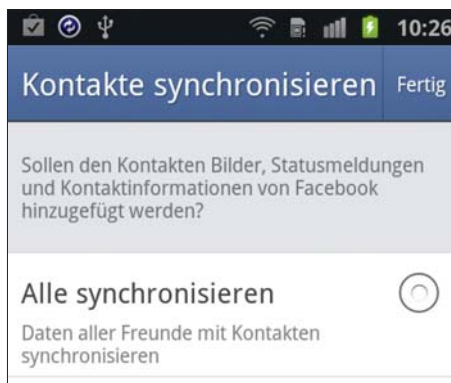 10:26
Kontakte synchronisieren Fertig
Sollen den Kontakten Bilder, Statusmeldungen
und Kontaktinformationen von Facebook
hinzugefügt werden?
Alle synchronisieren
Daten aller Freunde mit Kontakten
synchronisieren